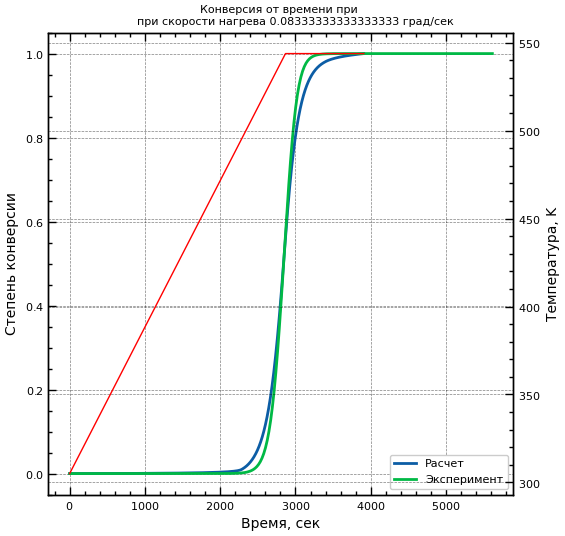 Конверсия от времени при
при скорости нагрева 0.08333333333333333 град/сек
Степень конверсии
1.0
0.8
0.6
0.4
0.2
0.0
550
500
450
400
350
300
Температура, К
Расчет
Эксперимент
0 1000 2000 3000 4000 5000
Время, сек